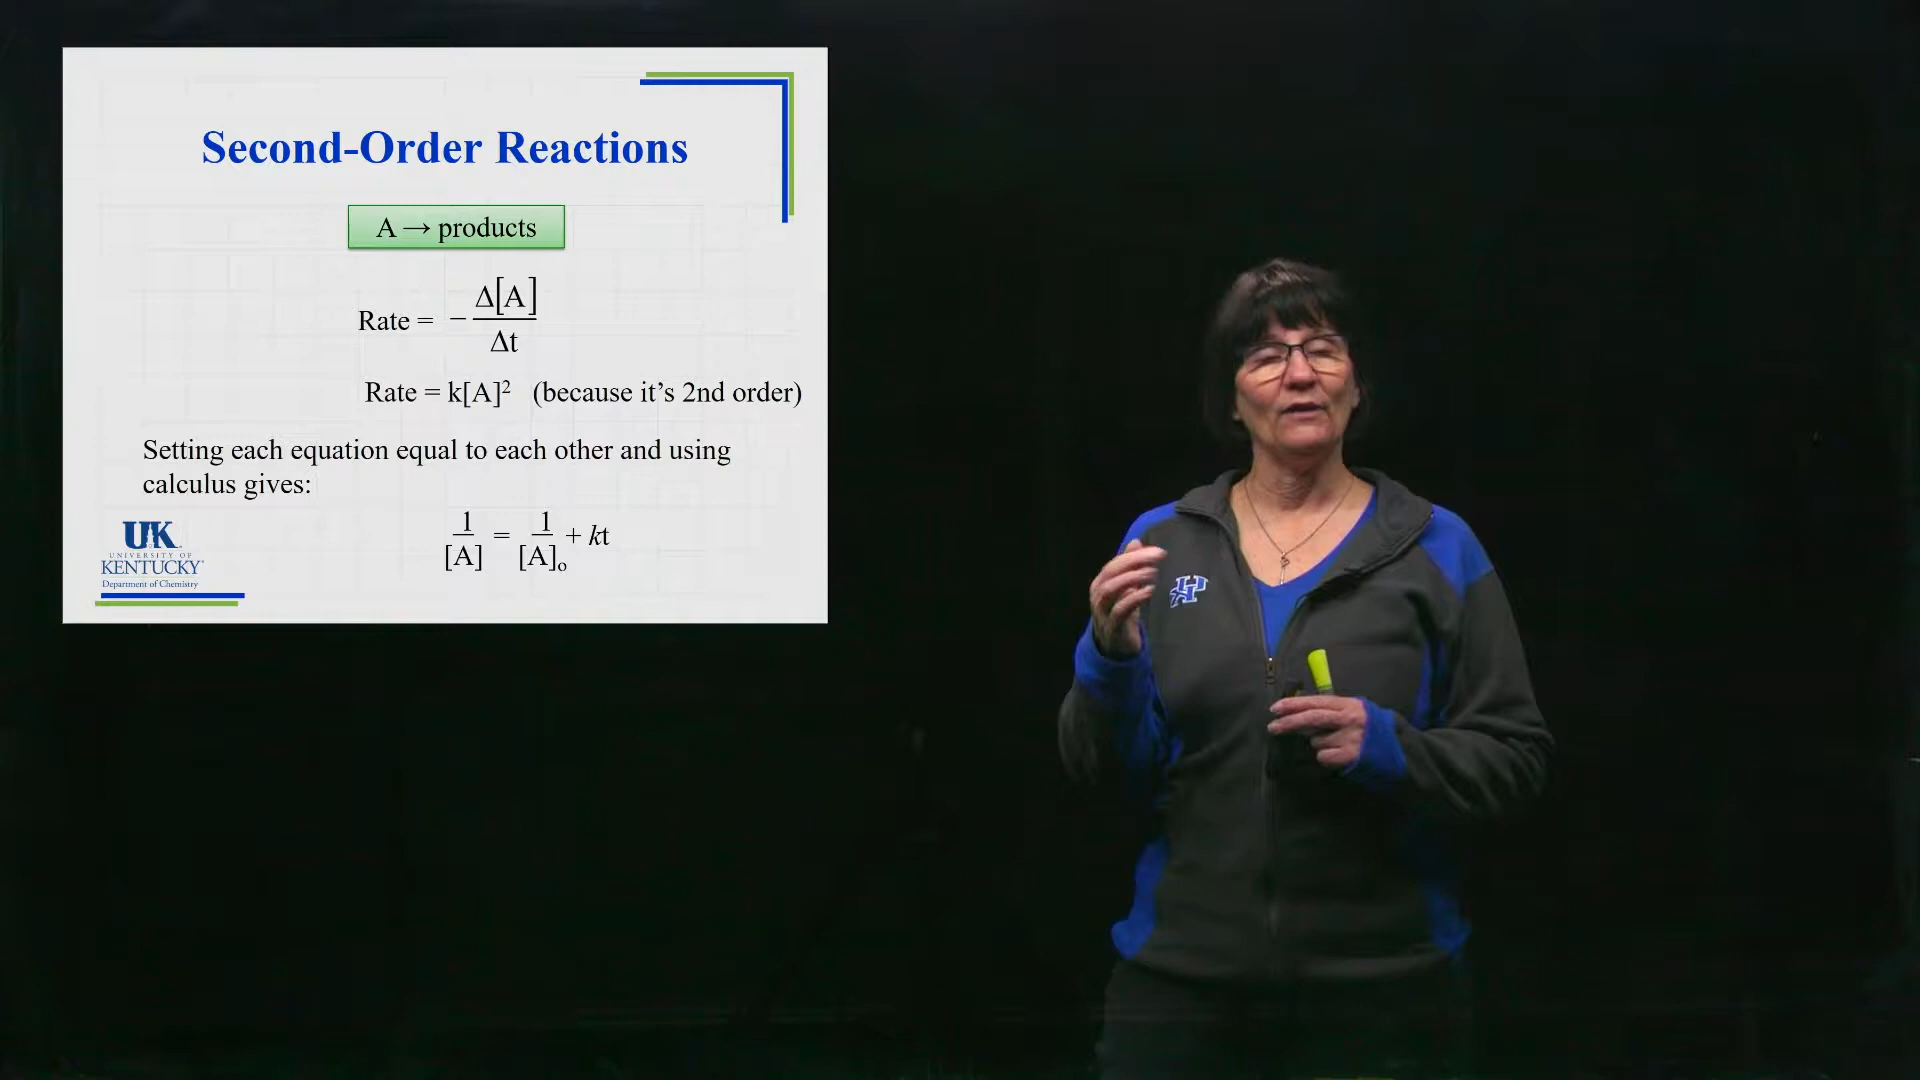 Second-Order Reactions
A → products
Rate = − Δ[A] / Δt
Rate = k[A]² (because it’s 2nd order)
Setting each equation equal to each other and using
calculus gives:
1/[A] = 1/[A]ₒ + kt
UK
UNIVERSITY OF
KENTUCKY
Department of Chemistry